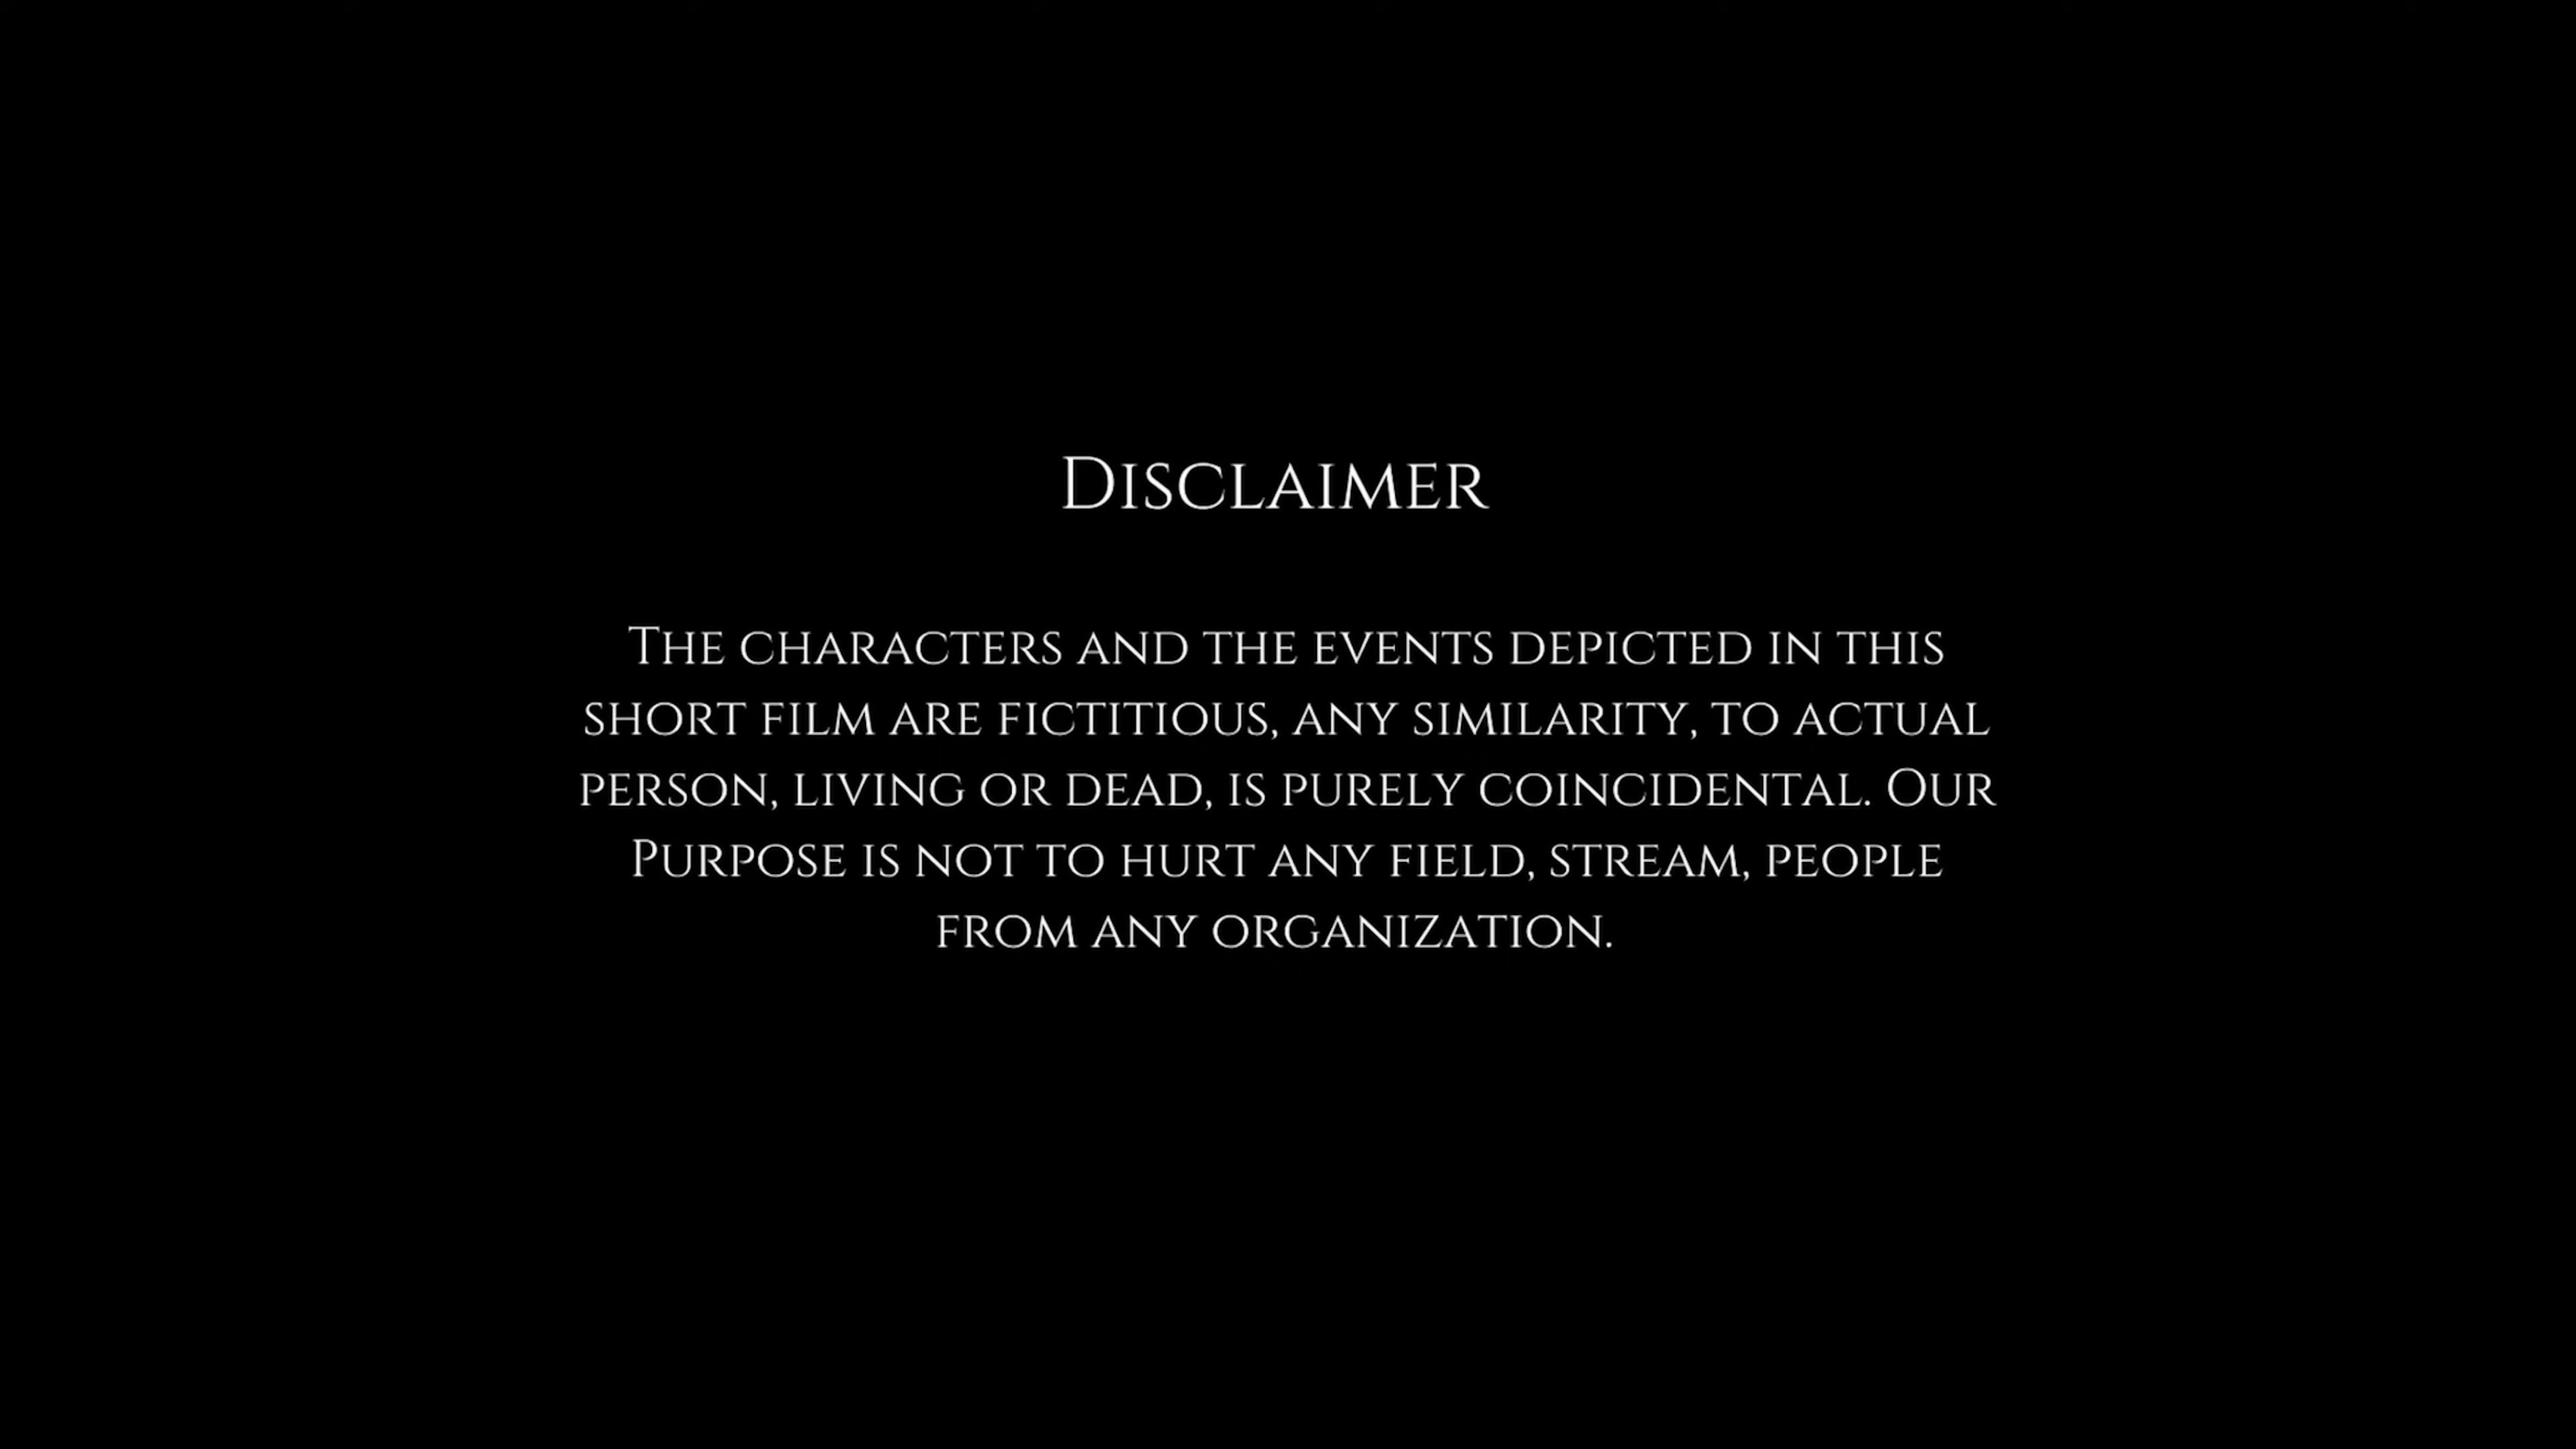 Disclaimer
The characters and the events depicted in this
short film are fictitious, any similarity, to actual
person, living or dead, is purely coincidental. Our
Purpose is not to hurt any field, stream, people
from any organization.